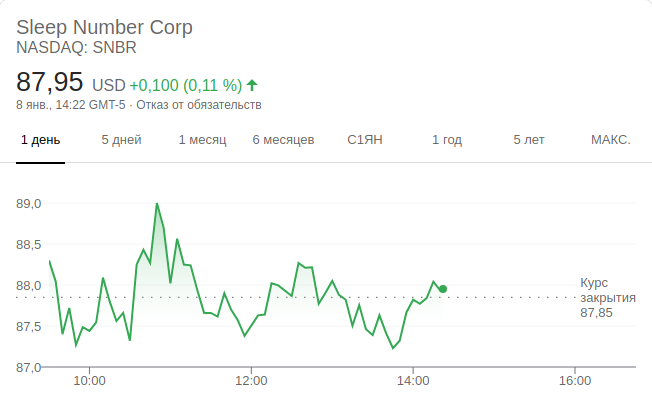 Sleep Number Corp
NASDAQ: SNBR
87,95 USD +0,100 (0,11 %)
8 янв., 14:22 GMT-5 · Отказ от обязательств
1 день 5 дней 1 месяц 6 месяцев С1ЯН 1 год 5 лет МАКС.
89,0
88,5
88,0
87,5
87,0
Курс
закрытия
87,85
10:00 12:00 14:00 16:00